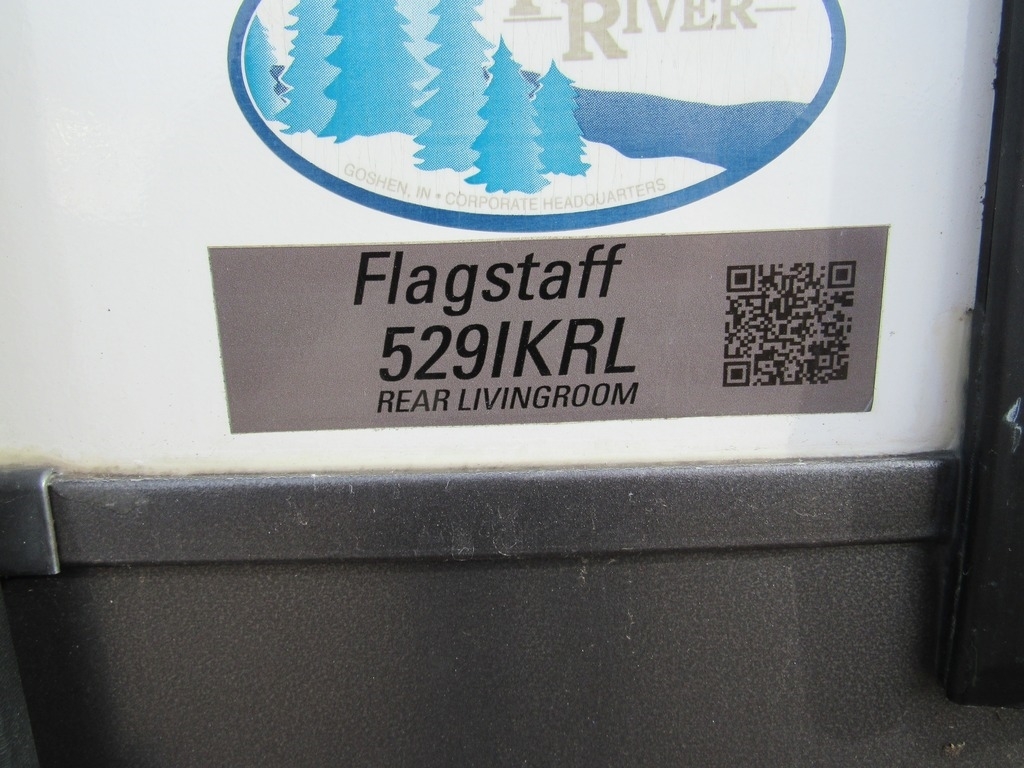 RIVER
GOSHEN, IN • CORPORATE HEADQUARTERS
Flagstaff
529IKRL
REAR LIVINGROOM